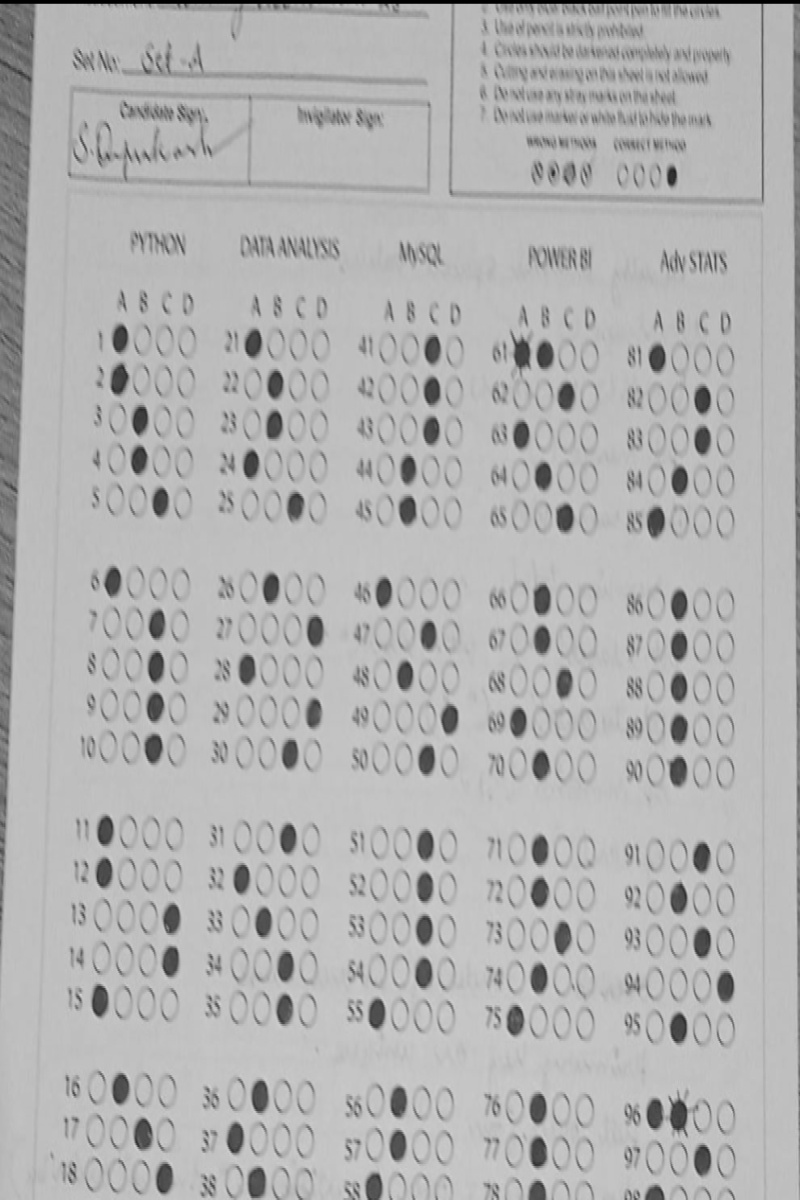 2. Use only blue/black ball point pen to fill the circles.
3. Use of pencil is strictly prohibited.
4. Circles should be darkened completely and properly.
5. Cutting and erasing on this sheet is not allowed.
6. Do not use any stray marks on the sheet.
7. Do not use marker or white fluid to hide the mark.
WRONG METHODS CORRECT METHOD
Set No: Set-A
Candidate Sign: Invigilator Sign:
PYTHON DATA ANALYSIS MySQL POWER BI Adv STATS
A B C D A B C D A B C D A B C D A B C D
1 21 41 61 81
2 22 42 62 82
3 23 43 63 83
4 24 44 64 84
5 25 45 65 85
6 26 46 66 86
7 27 47 67 87
8 28 48 68 88
9 29 49 69 89
10 30 50 70 90
11 31 51 71 91
12 32 52 72 92
13 33 53 73 93
14 34 54 74 94
15 35 55 75 95
16 36 56 76 96
17 37 57 77 97
18 38 58 78 98